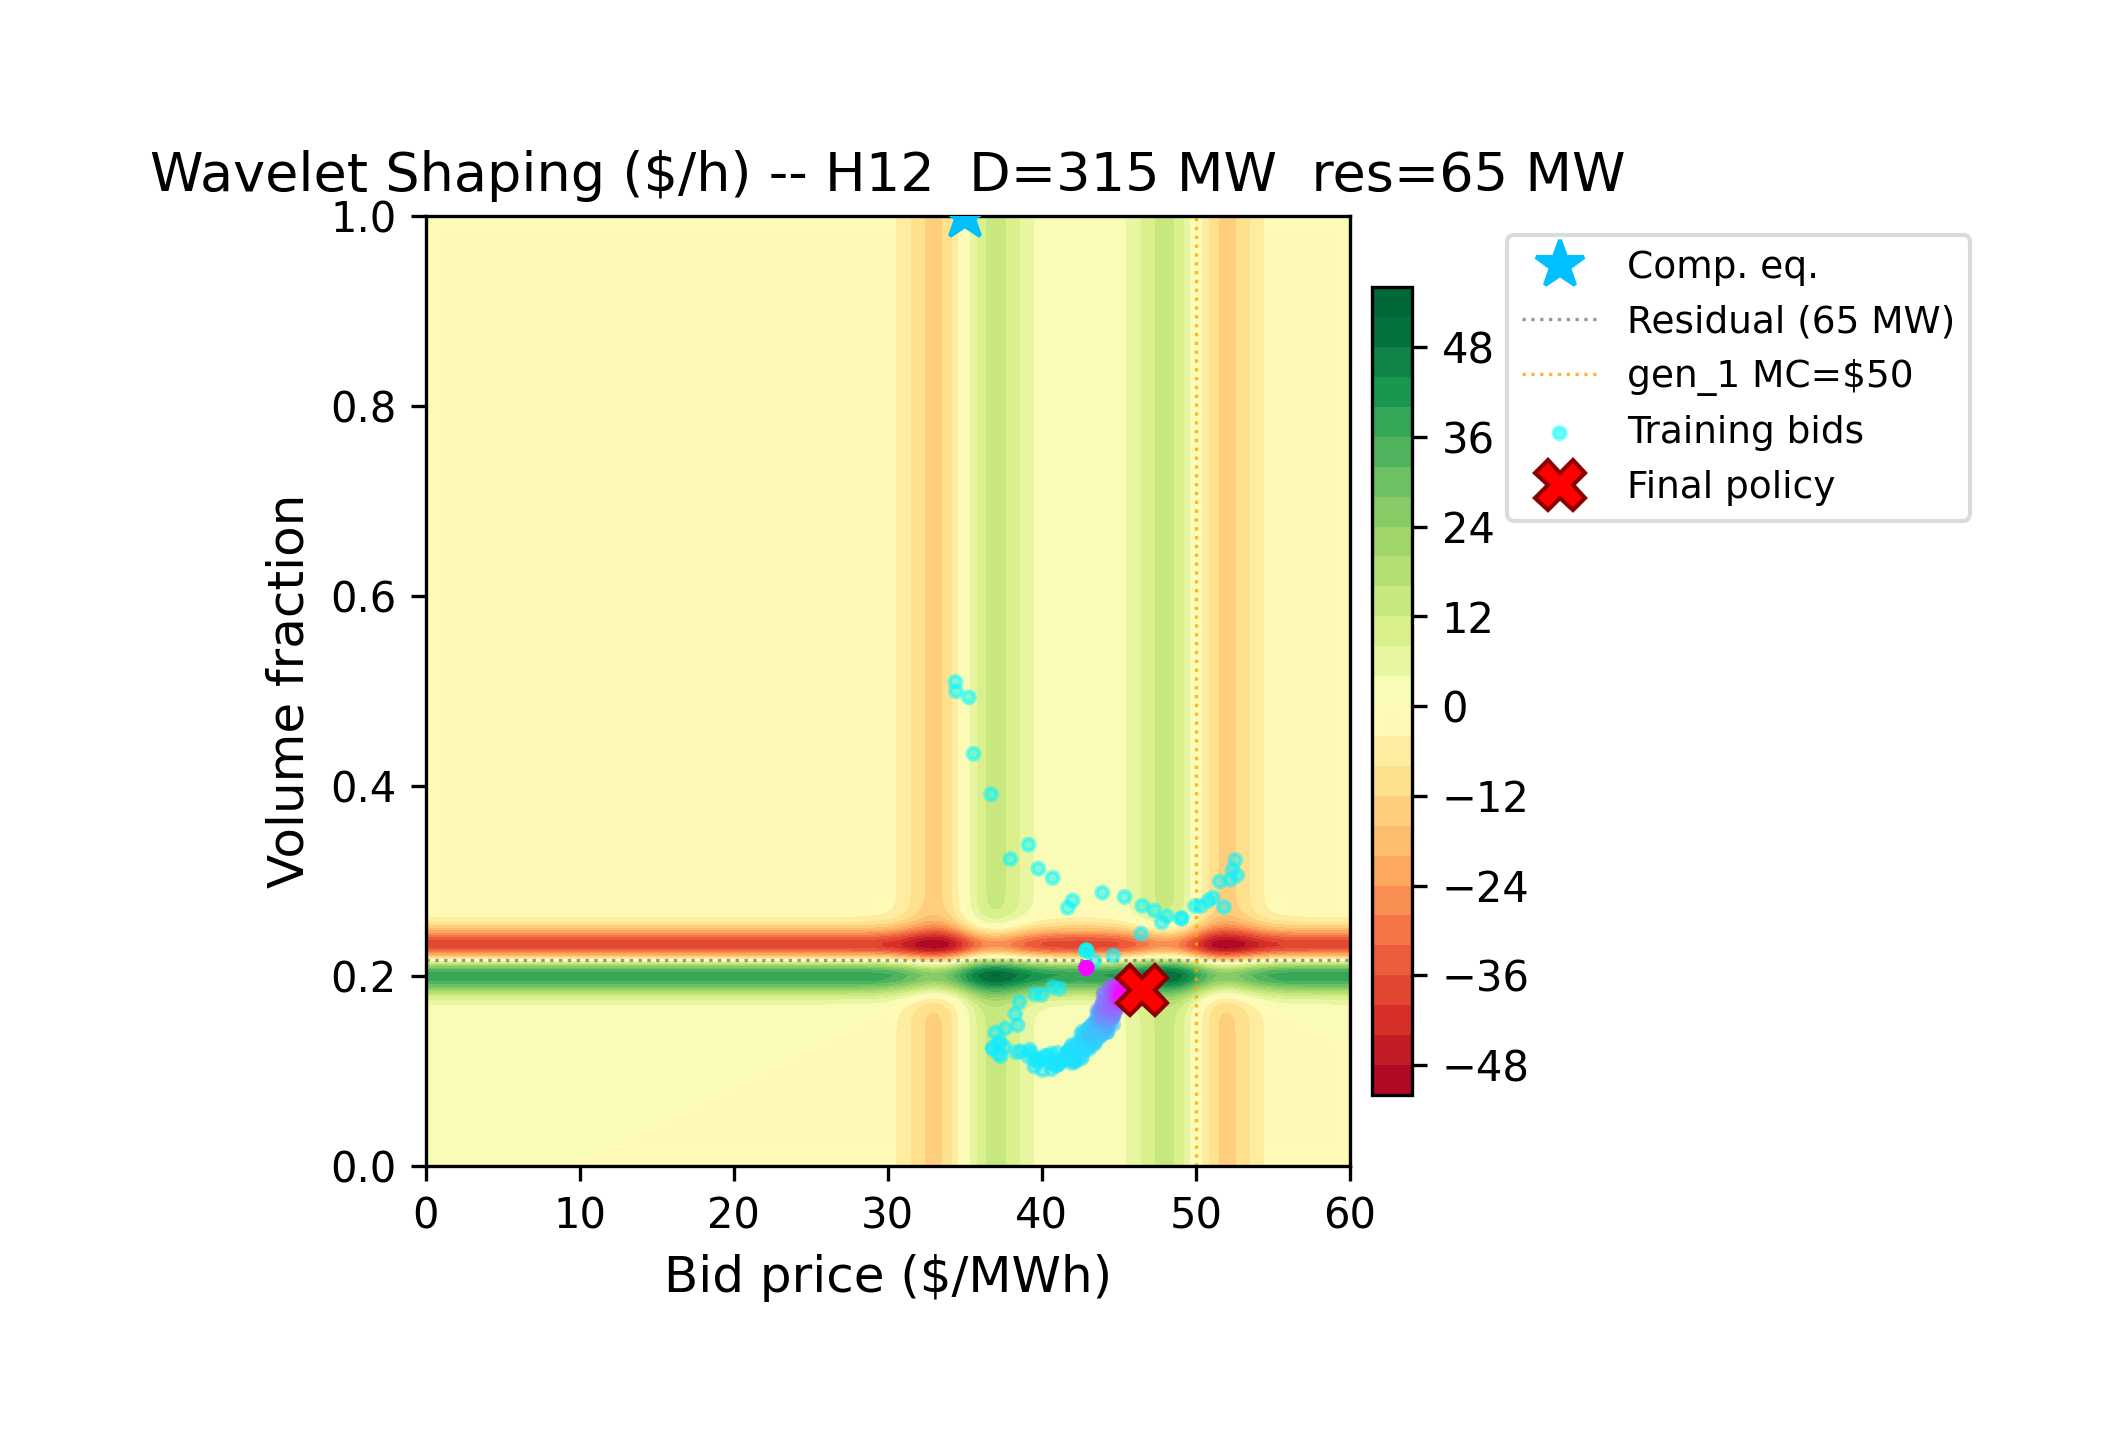 Wavelet Shaping ($/h) -- H12  D=315 MW  res=65 MW
1.0
0.8
0.6
0.4
0.2
0.0
Volume fraction
0
10
20
30
40
50
60
Bid price ($/MWh)
48
36
24
12
0
−12
−24
−36
−48
Comp. eq.
Residual (65 MW)
gen_1 MC=$50
Training bids
Final policy